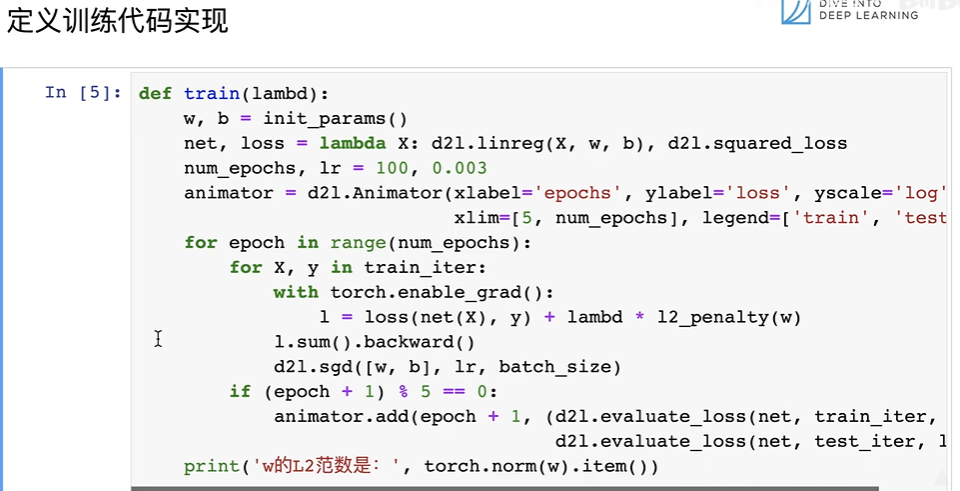 定义训练代码实现
DIVE INTO
DEEP LEARNING
In [5]:
def train(lambd):
    w, b = init_params()
    net, loss = lambda X: d2l.linreg(X, w, b), d2l.squared_loss
    num_epochs, lr = 100, 0.003
    animator = d2l.Animator(xlabel='epochs', ylabel='loss', yscale='log'
                            xlim=[5, num_epochs], legend=['train', 'test
    for epoch in range(num_epochs):
        for X, y in train_iter:
            with torch.enable_grad():
                l = loss(net(X), y) + lambd * l2_penalty(w)
            l.sum().backward()
            d2l.sgd([w, b], lr, batch_size)
        if (epoch + 1) % 5 == 0:
            animator.add(epoch + 1, (d2l.evaluate_loss(net, train_iter,
                                     d2l.evaluate_loss(net, test_iter, l
    print('w的L2范数是：', torch.norm(w).item())